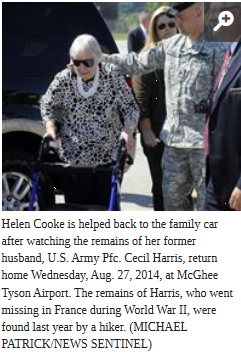 Helen Cooke is helped back to the family car
after watching the remains of her former
husband, U.S. Army Pfc. Cecil Harris, return
home Wednesday, Aug. 27, 2014, at McGhee
Tyson Airport. The remains of Harris, who went
missing in France during World War II, were
found last year by a hiker. (MICHAEL
PATRICK/NEWS SENTINEL)